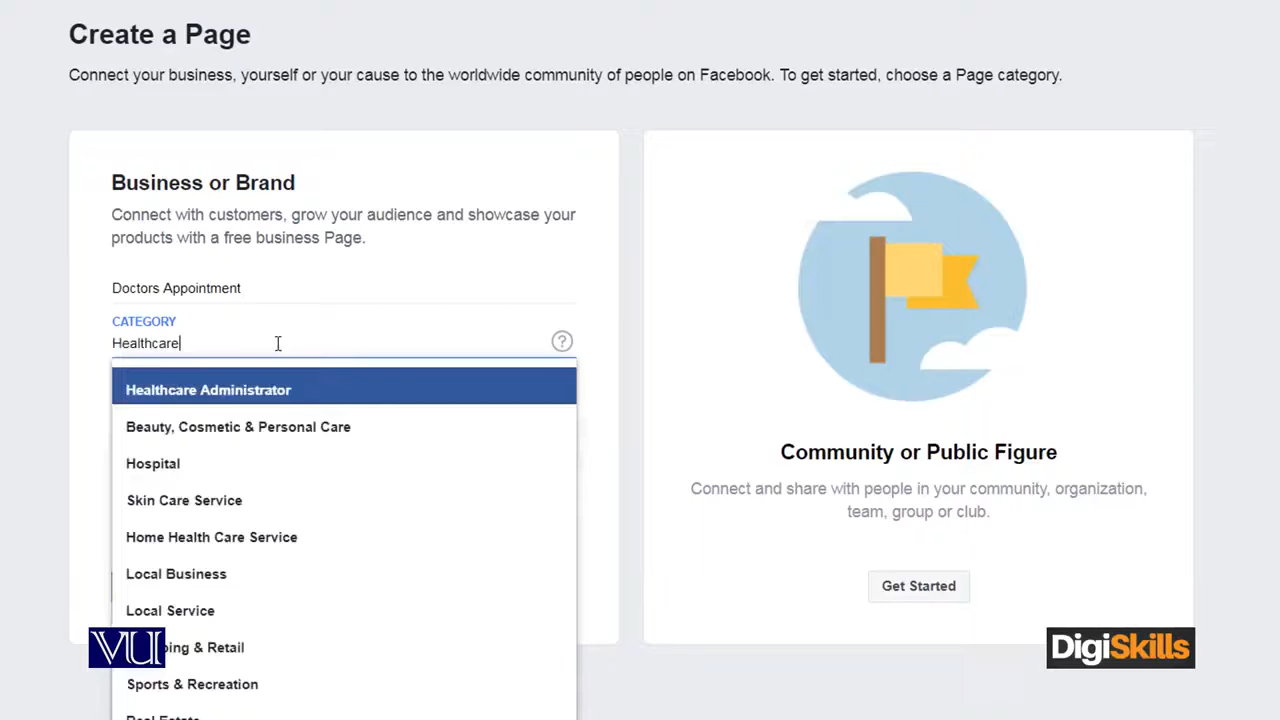 Create a Page
Connect your business, yourself or your cause to the worldwide community of people on Facebook. To get started, choose a Page category.
Business or Brand
Connect with customers, grow your audience and showcase your
products with a free business Page.
Doctors Appointment
CATEGORY
Healthcare
?
Healthcare Administrator
Beauty, Cosmetic & Personal Care
Hospital
Skin Care Service
Home Health Care Service
Local Business
Local Service
ping & Retail
Sports & Recreation
Real Estate
VU
Community or Public Figure
Connect and share with people in your community, organization,
team, group or club.
Get Started
DigiSkills